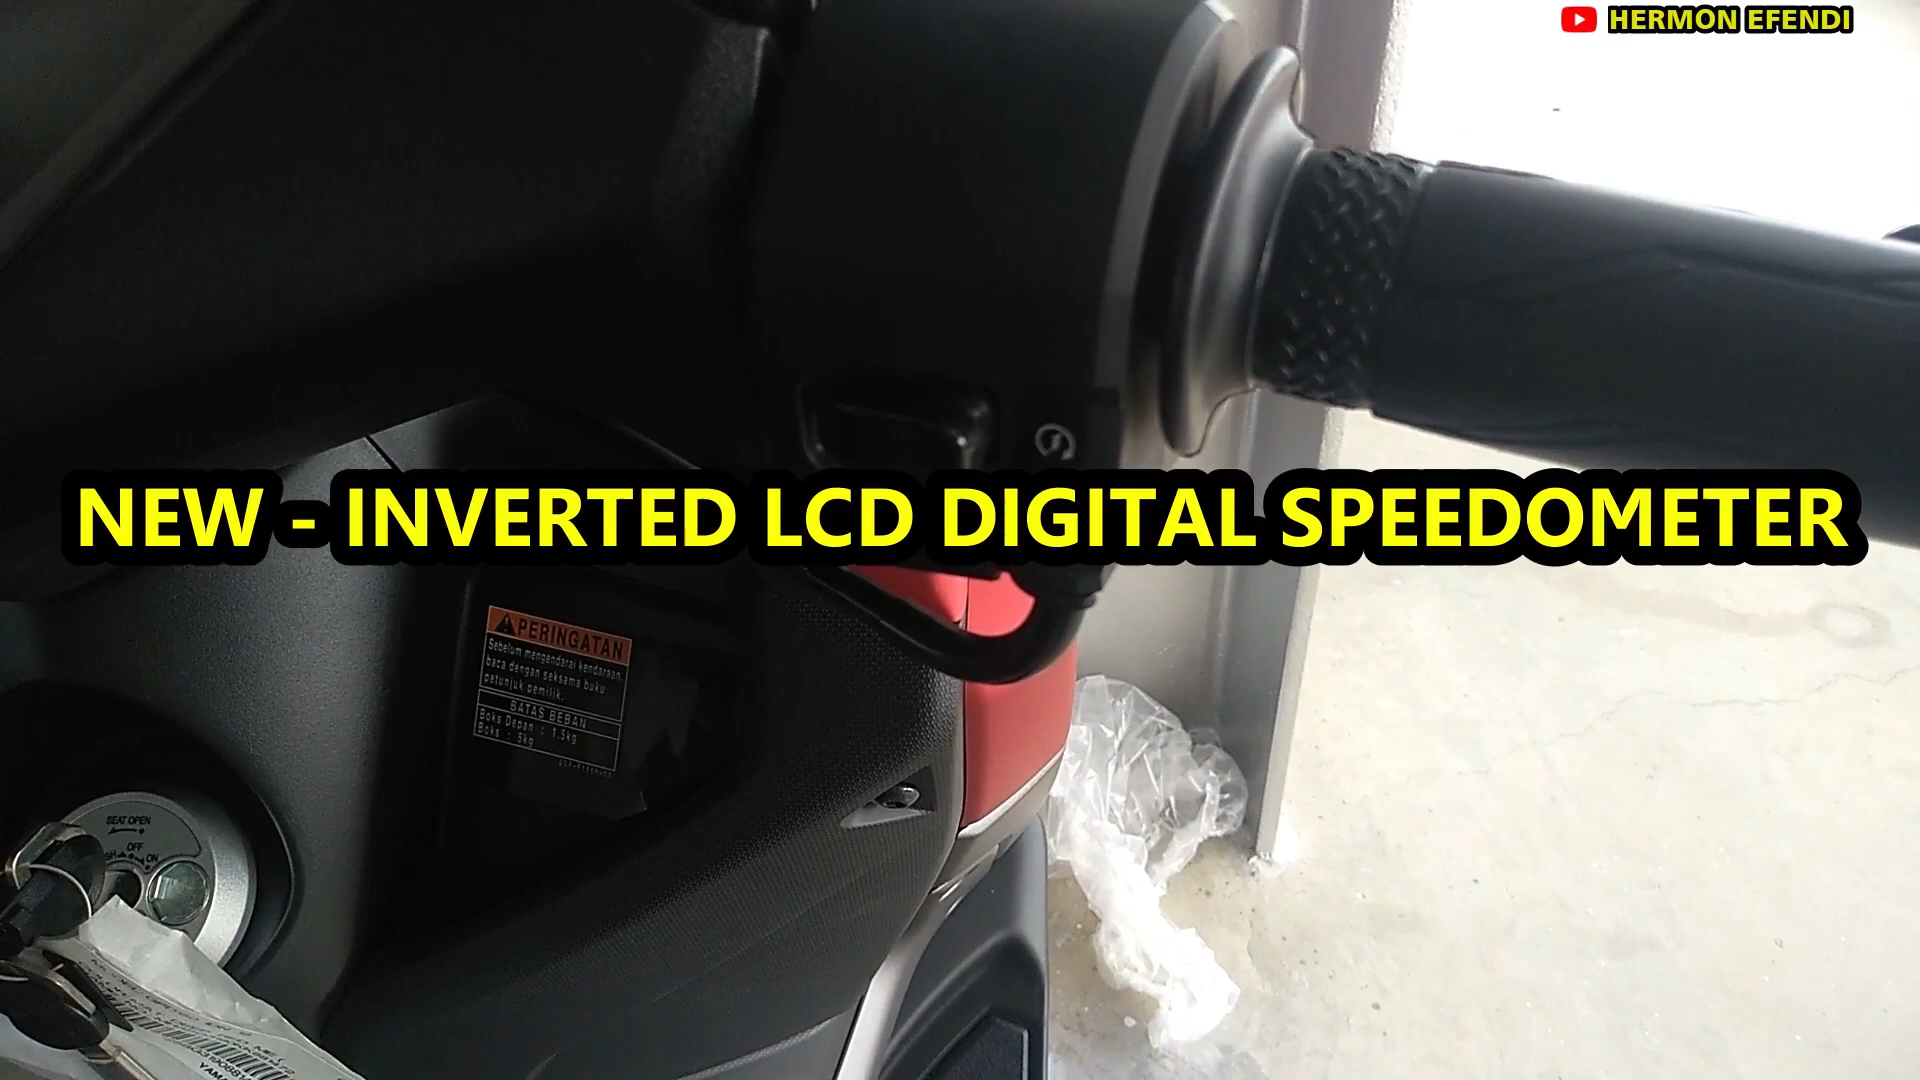 HERMON EFENDI
NEW - INVERTED LCD DIGITAL SPEEDOMETER
PERINGATAN
Sebelum mengendarai kendaraan,
baca dengan seksama buku
petunjuk pemilik.
BATAS BEBAN
Boks Depan : 1.5kg
Boks : 5kg
SEAT OPEN
OFF
ON